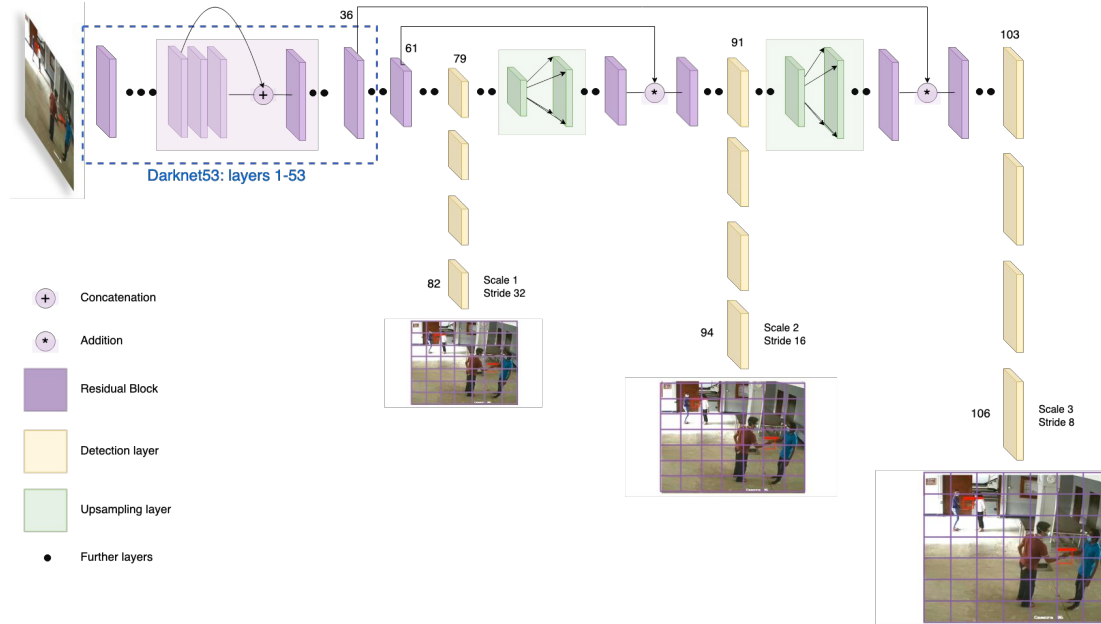 36
61
79
91
103
+
*
*
Darknet53: layers 1-53
82
Scale 1
Stride 32
94
Scale 2
Stride 16
106
Scale 3
Stride 8
+
Concatenation
*
Addition
Residual Block
Detection layer
Upsampling layer
Further layers